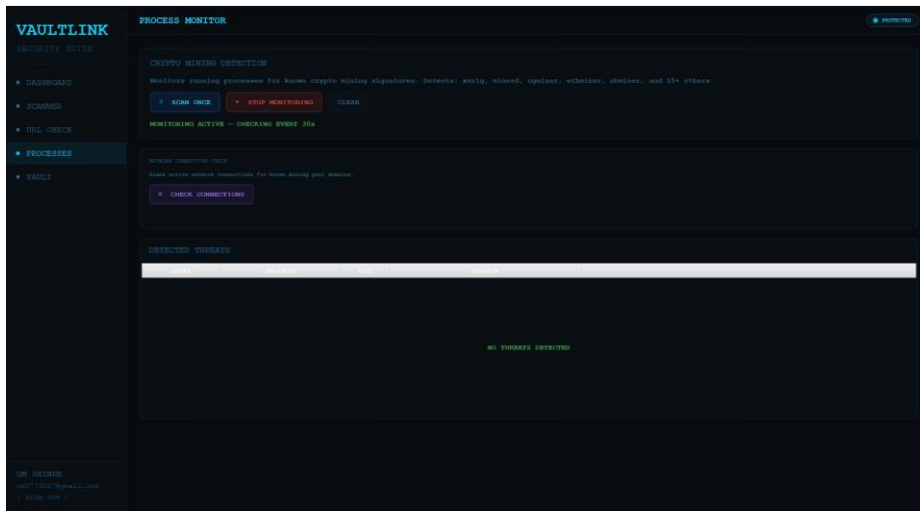 VAULTLINK
SECURITY SUITE
DASHBOARD
SCANNER
URL CHECK
PROCESSES
VAULT
OM SHINDE
[ SIGN OUT ]
PROCESS MONITOR
PROTECTED
CRYPTO MINING DETECTION
Monitors running processes for known crypto mining signatures. Detects: xmrig, minerd, cgminer, ethminer, nbminer, and 15+ others.
SCAN ONCE
STOP MONITORING
CLEAR
MONITORING ACTIVE — CHECKING EVERY 30s
NETWORK CONNECTION CHECK
Scans active network connections for known mining pool domains.
CHECK CONNECTIONS
DETECTED THREATS
LEVEL PROCESS PID REASON
NO THREATS DETECTED